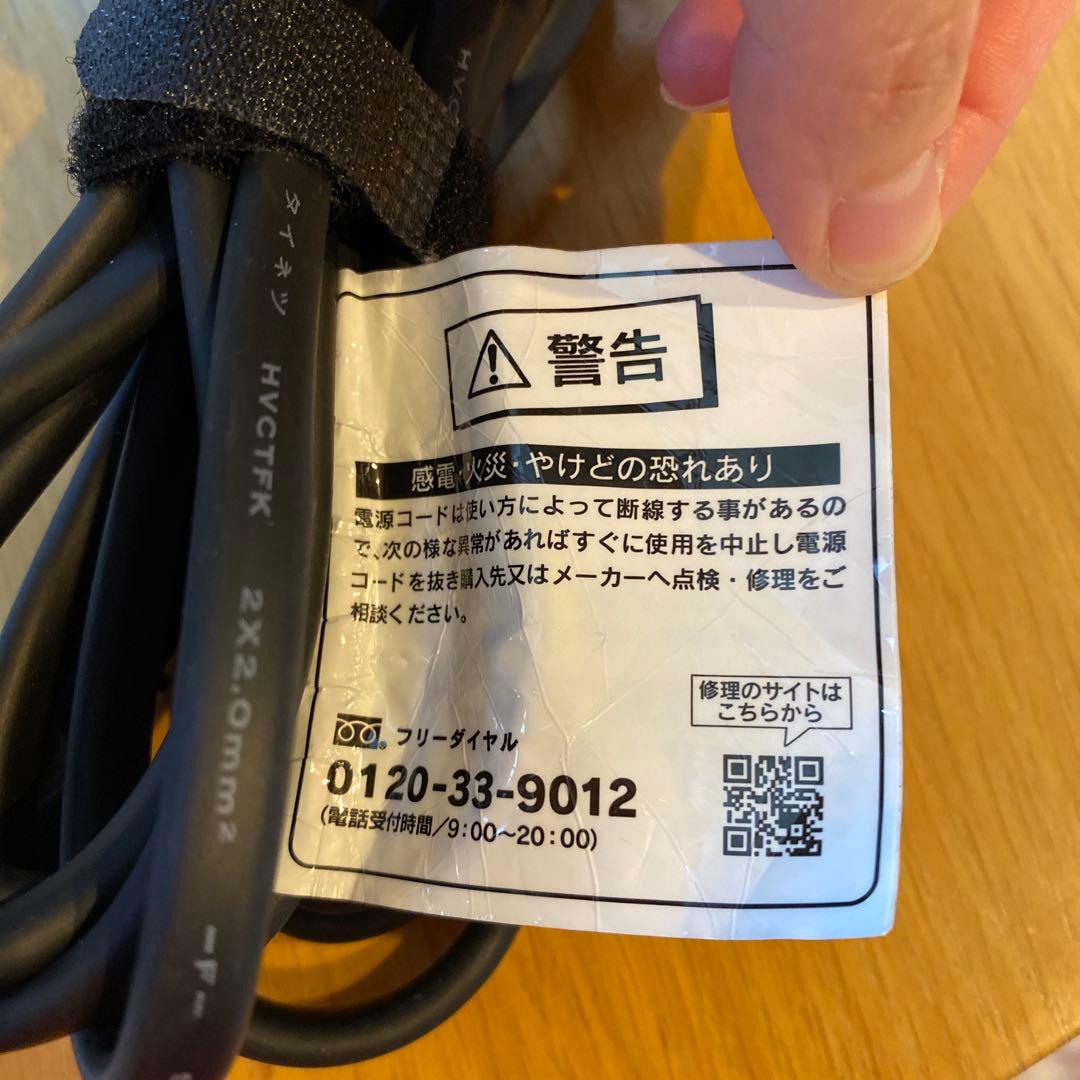 HVCTF
タイネツ HVCTFK 2X2.0mm² -F-
警告
感電・火災・やけどの恐れあり
電源コードは使い方によって断線する事があるの
で、次の様な異常があればすぐに使用を中止し電源
コードを抜き購入先又はメーカーへ点検・修理をご
相談ください。
修理のサイトは
こちらから
フリーダイヤル
0120-33-9012
(電話受付時間/9:00～20:00)